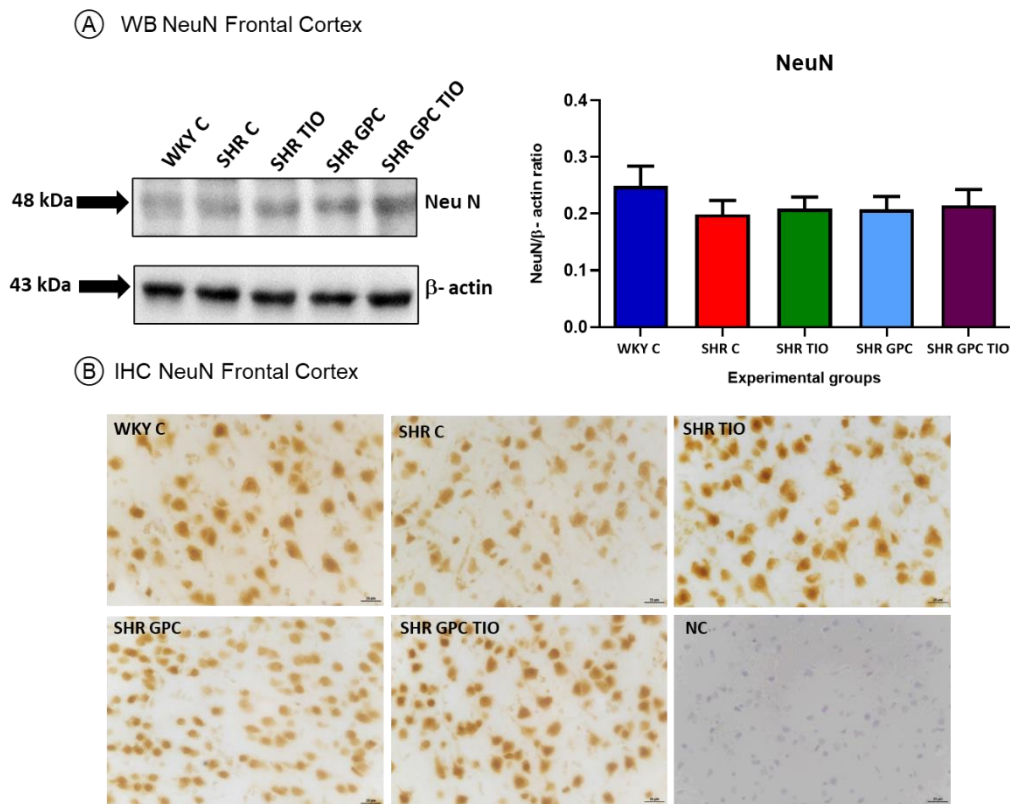 A WB NeuN Frontal Cortex
WKY C
SHR C
SHR TIO
SHR GPC
SHR GPC TIO
48 kDa
Neu N
43 kDa
β- actin
NeuN
NeuN/β- actin ratio
0.4
0.3
0.2
0.1
0.0
WKY C SHR C SHR TIO SHR GPC SHR GPC TIO
Experimental groups
B IHC NeuN Frontal Cortex
WKY C
SHR C
SHR TIO
SHR GPC
SHR GPC TIO
NC